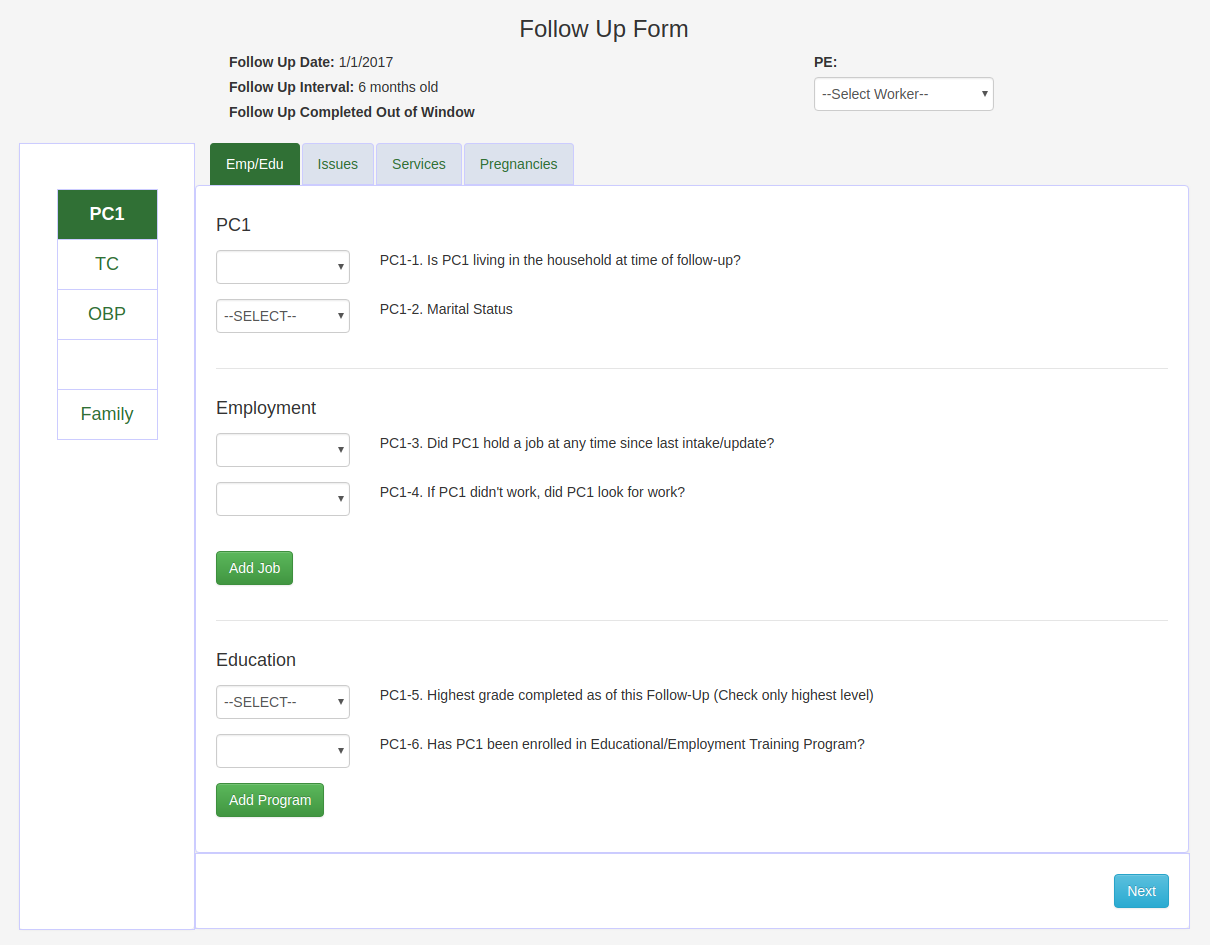 Follow Up Form
Follow Up Date: 1/1/2017
Follow Up Interval: 6 months old
Follow Up Completed Out of Window
PE:
--Select Worker--
PC1
TC
OBP
Family
Emp/Edu
Issues
Services
Pregnancies
PC1
PC1-1. Is PC1 living in the household at time of follow-up?
--SELECT--
PC1-2. Marital Status
Employment
PC1-3. Did PC1 hold a job at any time since last intake/update?
PC1-4. If PC1 didn't work, did PC1 look for work?
Add Job
Education
--SELECT--
PC1-5. Highest grade completed as of this Follow-Up (Check only highest level)
PC1-6. Has PC1 been enrolled in Educational/Employment Training Program?
Add Program
Next